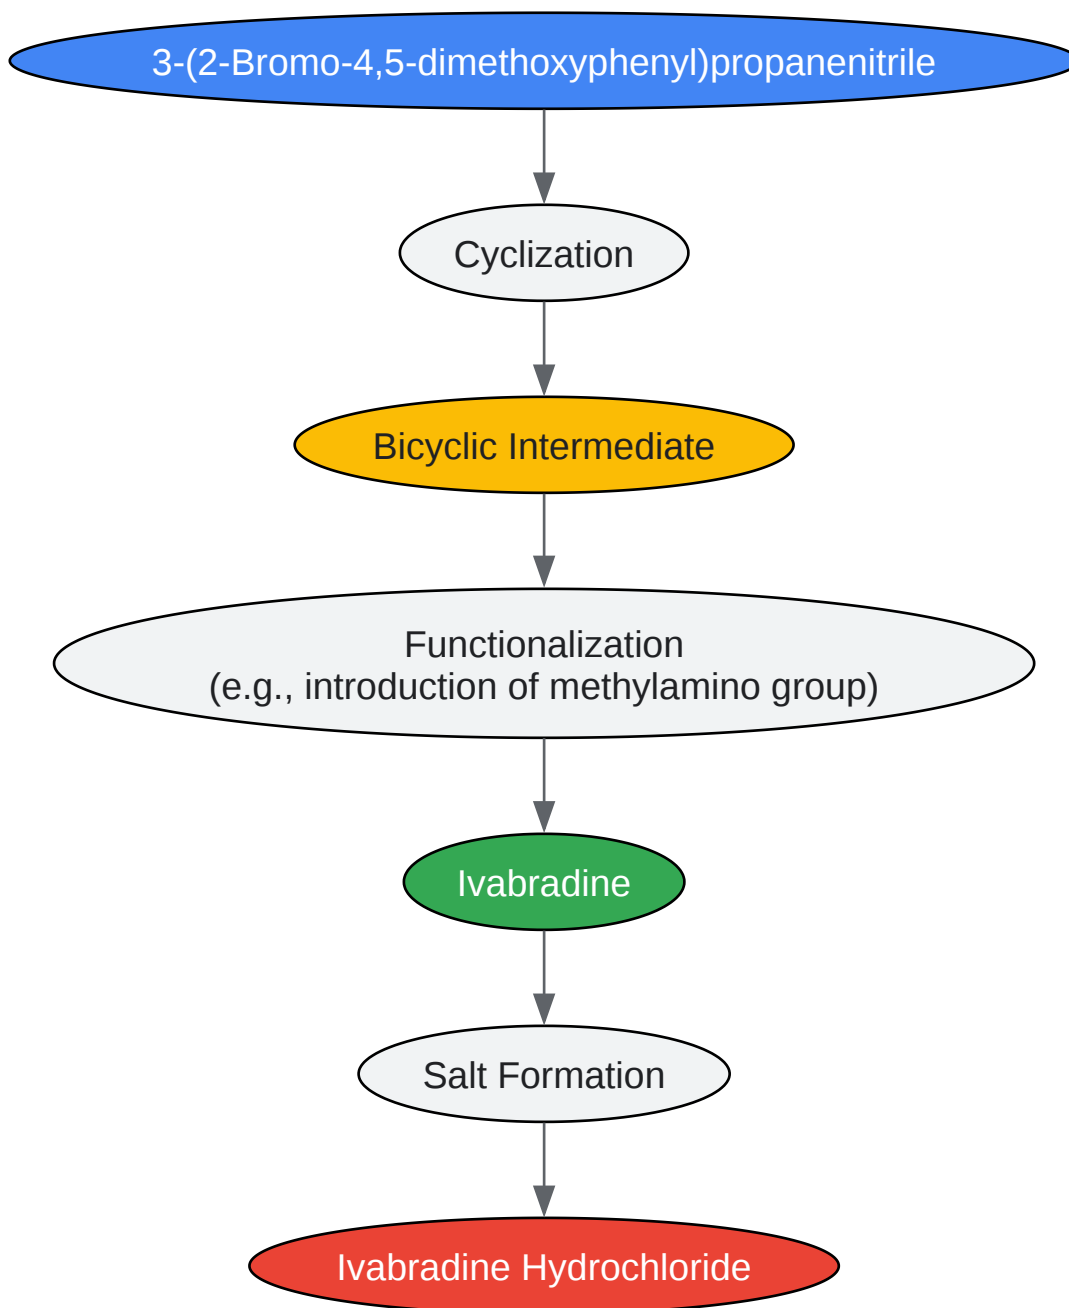 3-(2-Bromo-4,5-dimethoxyphenyl)propanenitrile
Cyclization
Bicyclic Intermediate
Functionalization
(e.g., introduction of methylamino group)
Ivabradine
Salt Formation
Ivabradine Hydrochloride